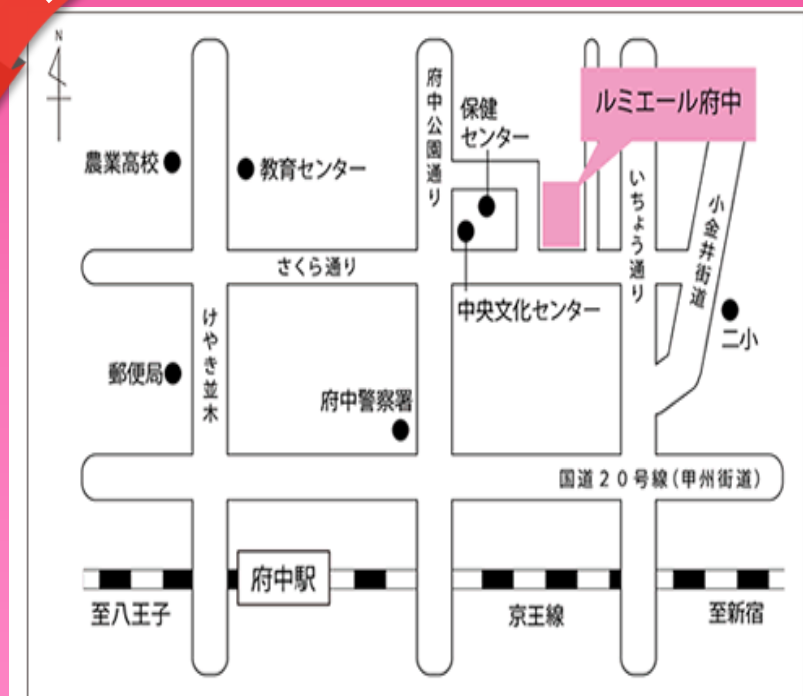 N
ルミエール府中
府中公園通り
保健
センター
農業高校
教育センター
いちょう通り
小金井街道
さくら通り
中央文化センター
二小
けやき並木
郵便局
府中警察署
国道20号線(甲州街道)
府中駅
至八王子
京王線
至新宿